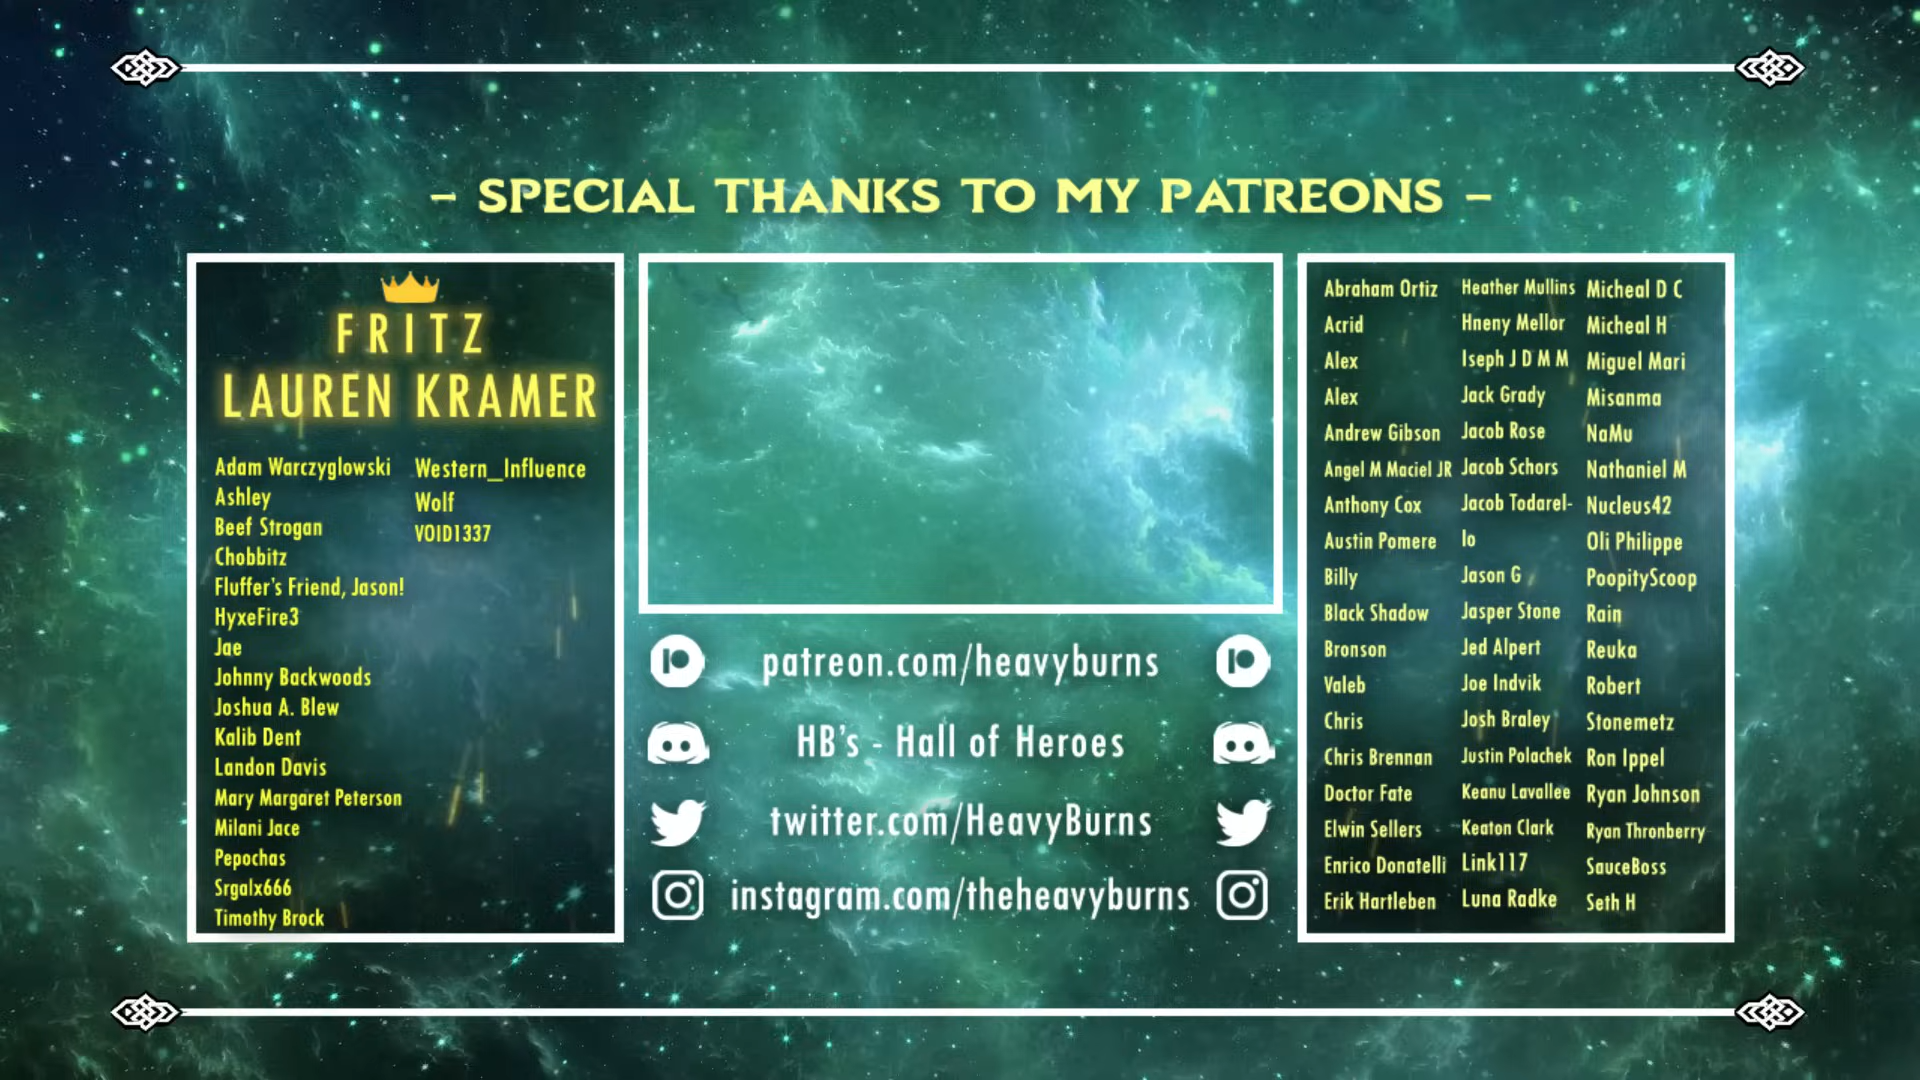 - SPECIAL THANKS TO MY PATREONS -
FRITZ
LAUREN KRAMER
Adam Warczyglowski
Ashley
Beef Strogan
Chobbitz
Fluffer's Friend, Jason!
HyxeFire3
Jae
Johnny Backwoods
Joshua A. Blew
Kalib Dent
Landon Davis
Mary Margaret Peterson
Milani Jace
Pepochas
Srgalx666
Timothy Brock
Western_Influence
Wolf
VOID1337
patreon.com/heavyburns
HB's - Hall of Heroes
twitter.com/HeavyBurns
instagram.com/theheavyburns
Abraham Ortiz
Acrid
Alex
Alex
Andrew Gibson
Angel M Maciel JR
Anthony Cox
Austin Pomere
Billy
Black Shadow
Bronson
Valeb
Chris
Chris Brennan
Doctor Fate
Elwin Sellers
Enrico Donatelli
Erik Hartleben
Heather Mullins
Hneny Mellor
Iseph J D M M
Jack Grady
Jacob Rose
Jacob Schors
Jacob Todarel-
lo
Jason G
Jasper Stone
Jed Alpert
Joe Indvik
Josh Braley
Justin Polachek
Keanu Lavallee
Keaton Clark
Link117
Luna Radke
Micheal D C
Micheal H
Miguel Mari
Misanma
NaMu
Nathaniel M
Nucleus42
Oli Philippe
PoopityScoop
Rain
Reuka
Robert
Stonemetz
Ron Ippel
Ryan Johnson
Ryan Thronberry
SauceBoss
Seth H